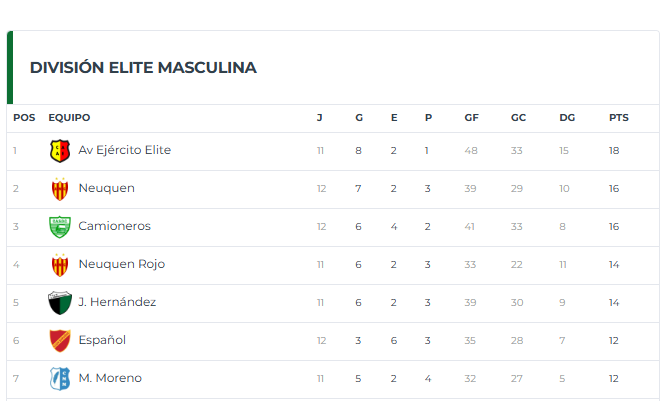 DIVISIÓN ELITE MASCULINA
POS EQUIPO J G E P GF GC DG PTS
1 Av Ejército Elite 11 8 2 1 48 33 15 18
2 Neuquen 12 7 2 3 39 29 10 16
3 Camioneros 12 6 4 2 41 33 8 16
4 Neuquen Rojo 11 6 2 3 33 22 11 14
5 J. Hernández 11 6 2 3 39 30 9 14
6 Español 12 3 6 3 35 28 7 12
7 M. Moreno 11 5 2 4 32 27 5 12